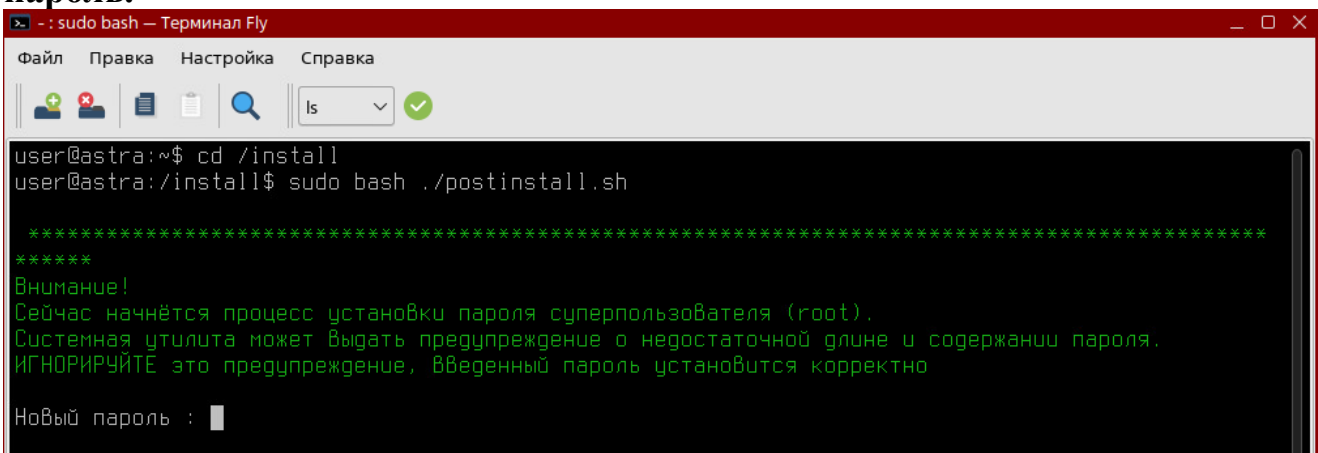 пароль.
- : sudo bash — Терминал Fly
Файл Правка Настройка Справка
ls
user@astra:~$ cd /install
user@astra:/install$ sudo bash ./postinstall.sh
*************************************************************************************************
******
Внимание!
Сейчас начнётся процесс установки пароля суперпользователя (root).
Системная утилита может выдать предупреждение о недостаточной длине и содержании пароля.
ИГНОРИРУЙТЕ это предупреждение, введенный пароль установится корректно
Новый пароль :